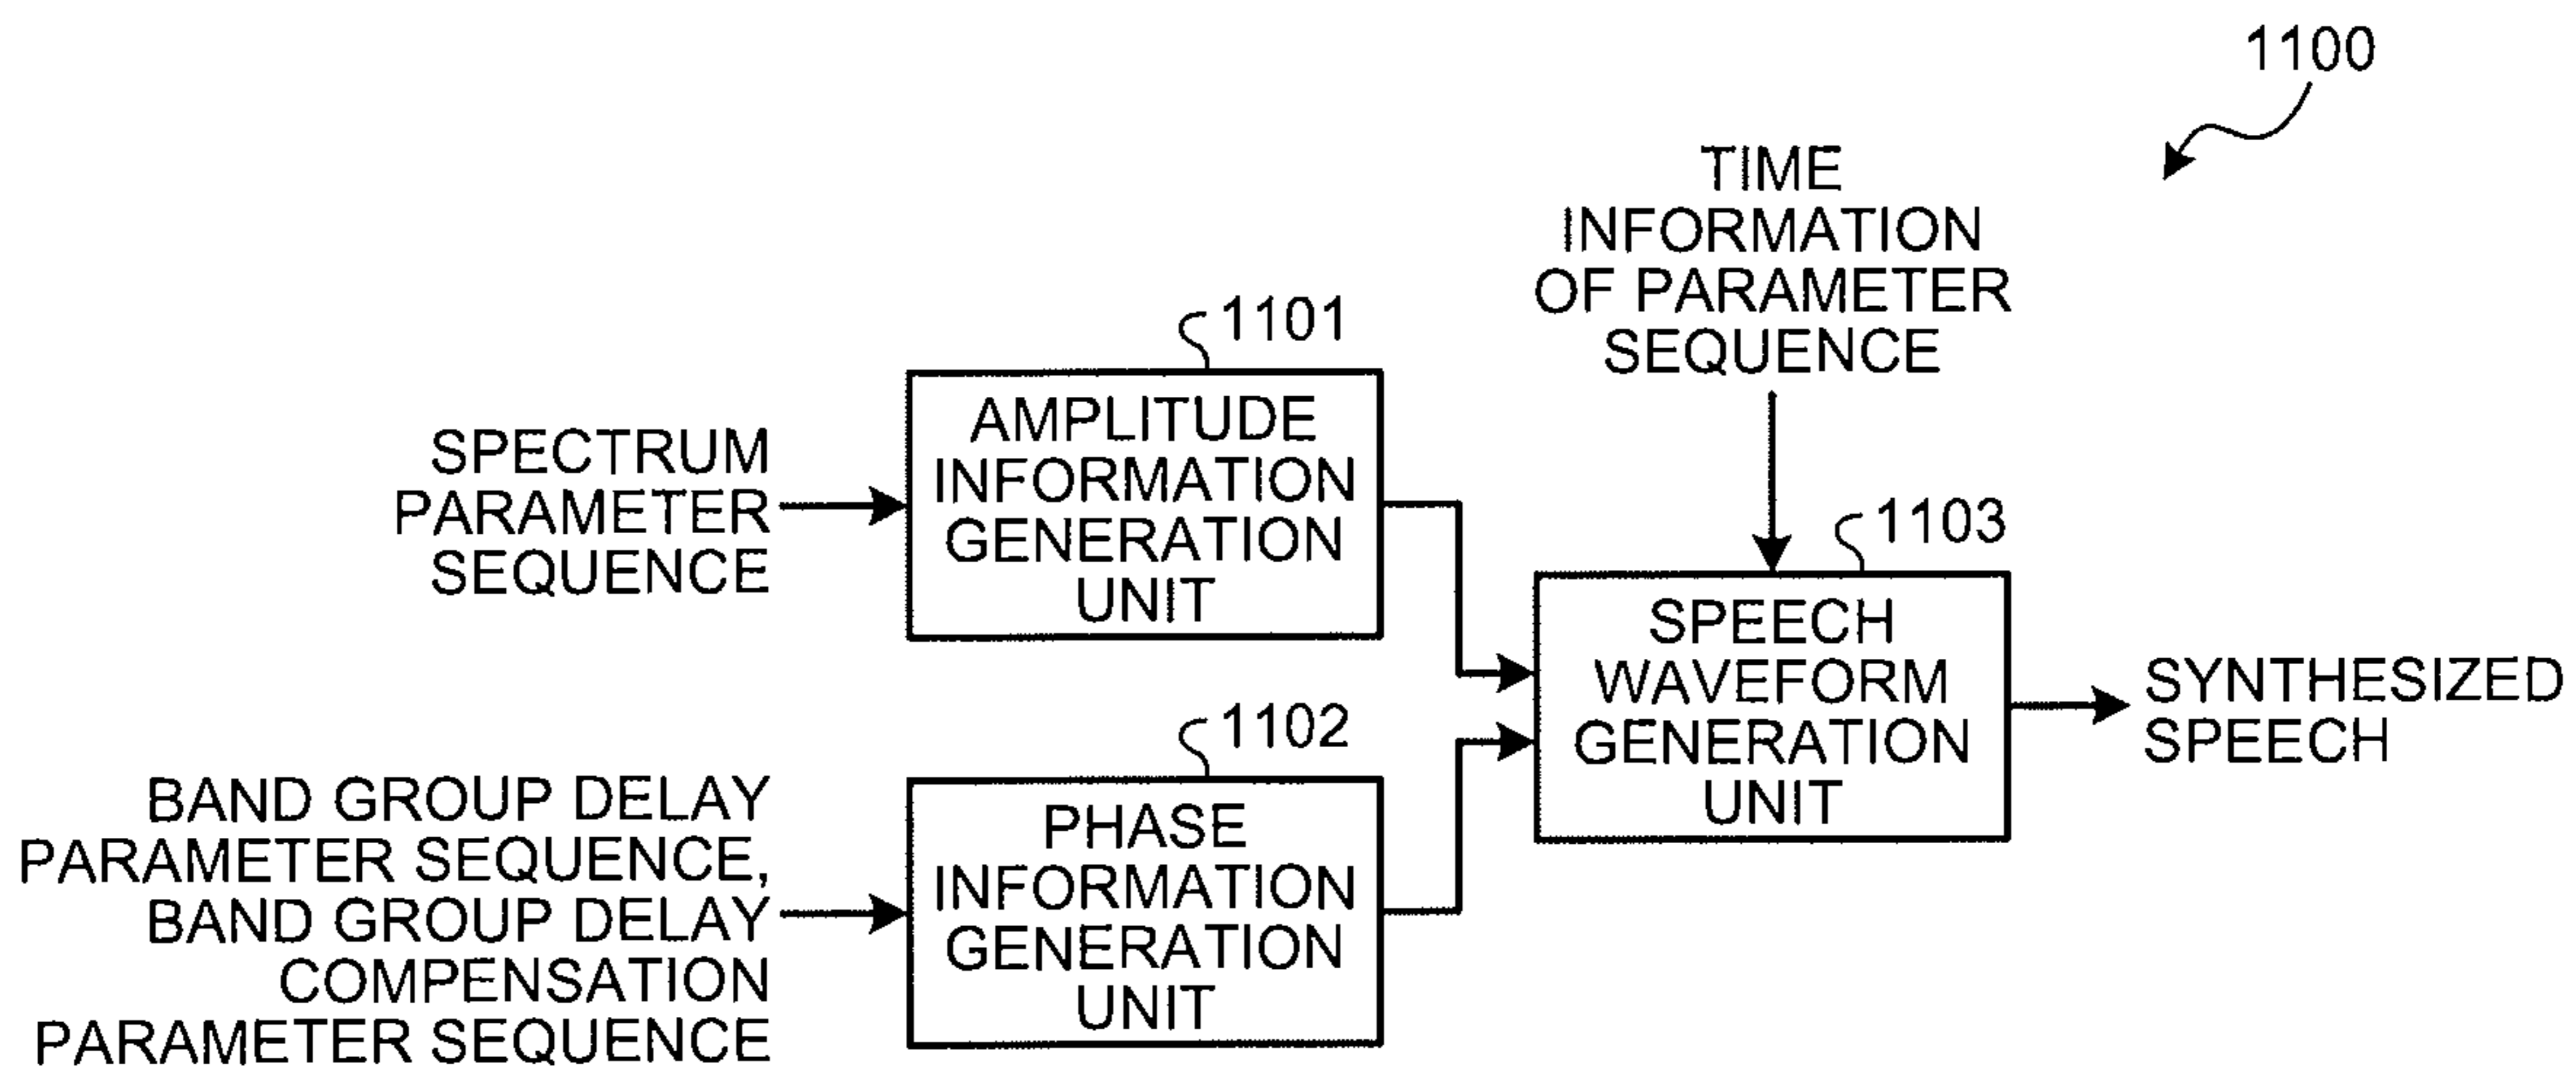 1100
TIME
INFORMATION
OF PARAMETER
SEQUENCE
1101
AMPLITUDE
INFORMATION
GENERATION
UNIT
SPECTRUM
PARAMETER
SEQUENCE
1103
SPEECH
WAVEFORM
GENERATION
UNIT
SYNTHESIZED
SPEECH
1102
PHASE
INFORMATION
GENERATION
UNIT
BAND GROUP DELAY
PARAMETER SEQUENCE,
BAND GROUP DELAY
COMPENSATION
PARAMETER SEQUENCE